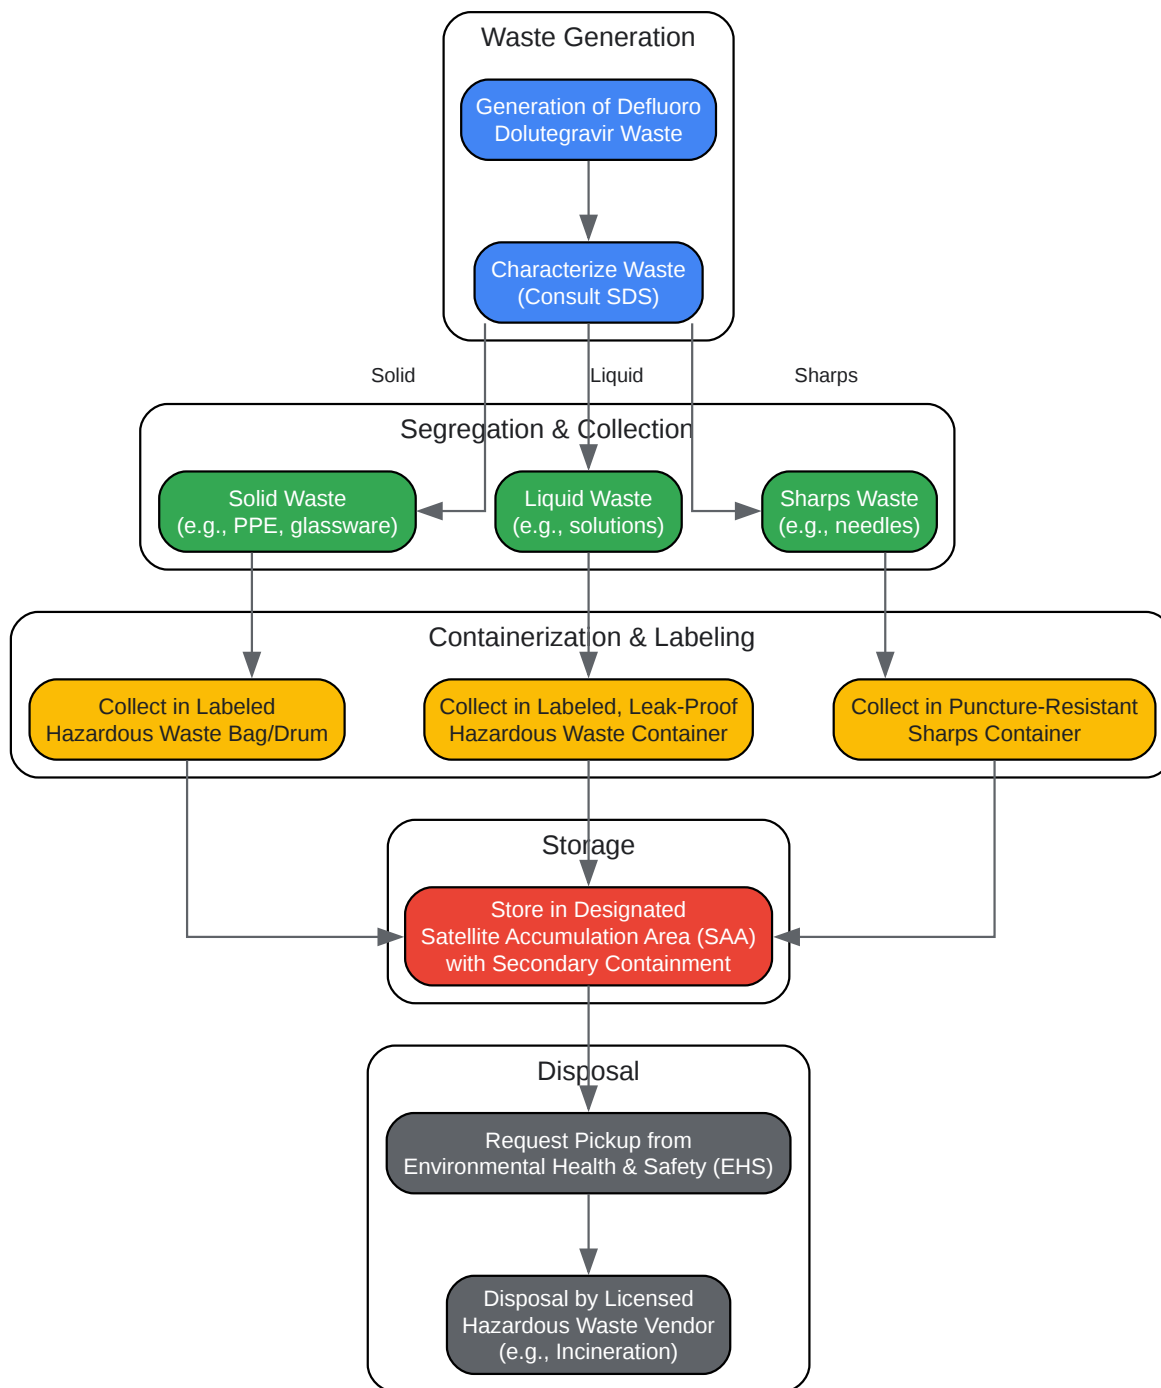 Waste Generation
Generation of Defluoro
Dolutegravir Waste
Characterize Waste
(Consult SDS)
Solid
Liquid
Sharps
Segregation & Collection
Solid Waste
(e.g., PPE, glassware)
Liquid Waste
(e.g., solutions)
Sharps Waste
(e.g., needles)
Containerization & Labeling
Collect in Labeled
Hazardous Waste Bag/Drum
Collect in Labeled, Leak-Proof
Hazardous Waste Container
Collect in Puncture-Resistant
Sharps Container
Storage
Store in Designated
Satellite Accumulation Area (SAA)
with Secondary Containment
Disposal
Request Pickup from
Environmental Health & Safety (EHS)
Disposal by Licensed
Hazardous Waste Vendor
(e.g., Incineration)